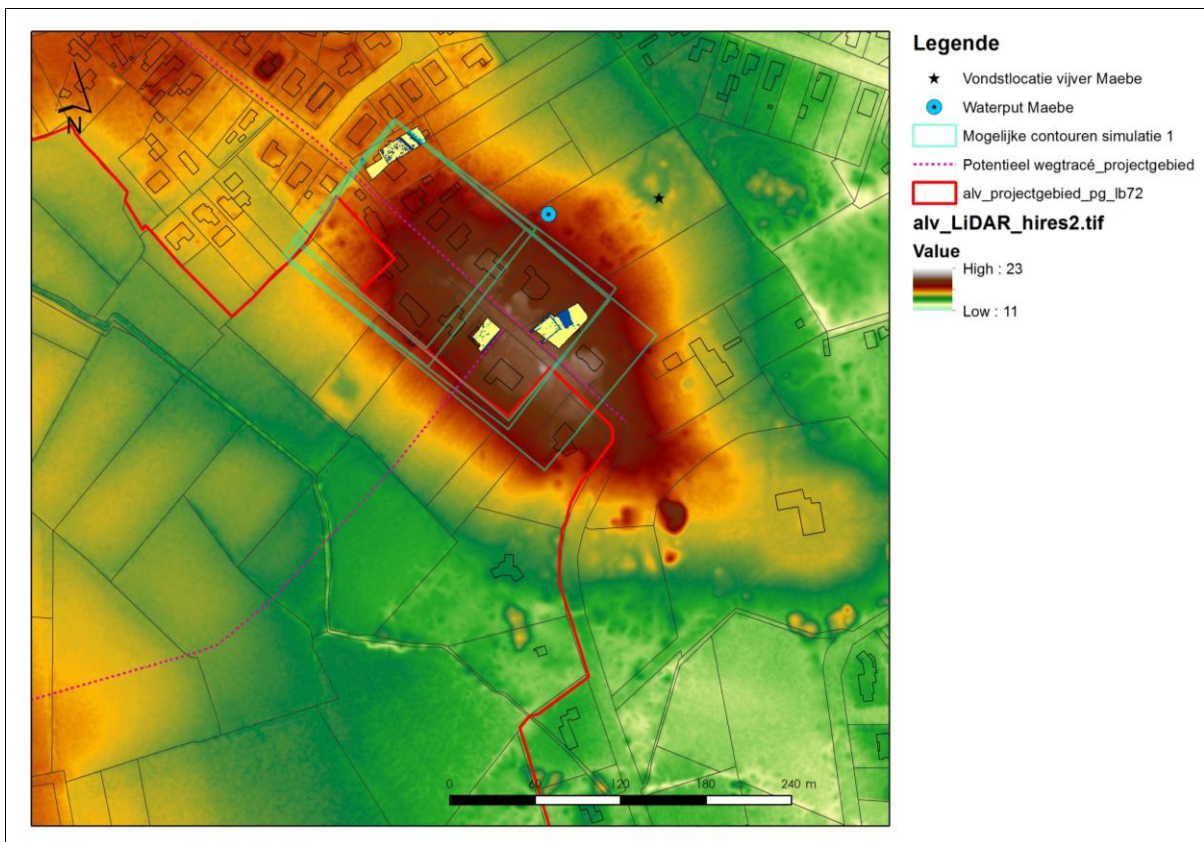 N
Legende
Vondstlocatie vijver Maebe
Waterput Maebe
Mogelijke contouren simulatie 1
Potentieel wegtracé_projectgebied
alv_projectgebied_pg_lb72
alv_LiDAR_hires2.tif
Value
High : 23
Low : 11
0 60 120 180 240 m